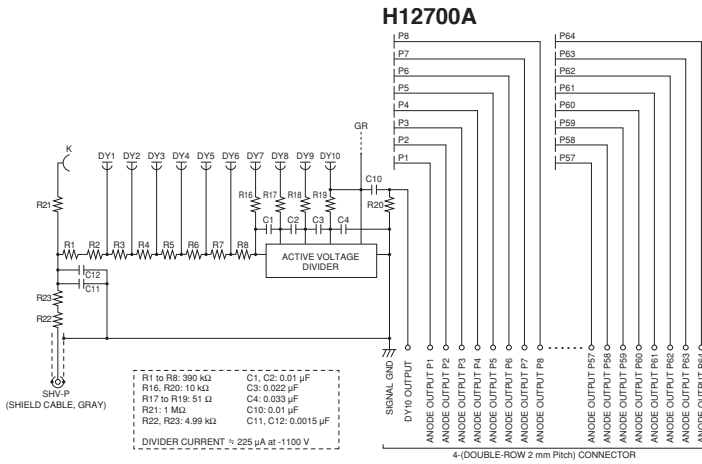 H12700A
P8
P7
P6
P5
P4
P3
P2
P1
P64
P63
P62
P61
P60
P59
P58
P57
GR
K
DY1 DY2 DY3 DY4 DY5 DY6 DY7 DY8 DY9 DY10
C10
R16 R17 R18 R19
R20
R21
C1 C2 C3 C4
R1 R2 R3 R4 R5 R6 R7 R8
ACTIVE VOLTAGE
DIVIDER
C12
C11
R23
R22
SHV-P
(SHIELD CABLE, GRAY)
R1 to R8: 390 kΩ C1, C2: 0.01 µF
R16, R20: 10 kΩ C3: 0.022 µF
R17 to R19: 51 Ω C4: 0.033 µF
R21: 1 MΩ C10: 0.01 µF
R22, R23: 4.99 kΩ C11, C12: 0.0015 µF
DIVIDER CURRENT ≒ 225 µA at -1100 V
SIGNAL GND
DY10 OUTPUT
ANODE OUTPUT P1
ANODE OUTPUT P2
ANODE OUTPUT P3
ANODE OUTPUT P4
ANODE OUTPUT P5
ANODE OUTPUT P6
ANODE OUTPUT P7
ANODE OUTPUT P8
ANODE OUTPUT P57
ANODE OUTPUT P58
ANODE OUTPUT P59
ANODE OUTPUT P60
ANODE OUTPUT P61
ANODE OUTPUT P62
ANODE OUTPUT P63
ANODE OUTPUT P64
4-(DOUBLE-ROW 2 mm Pitch) CONNECTOR